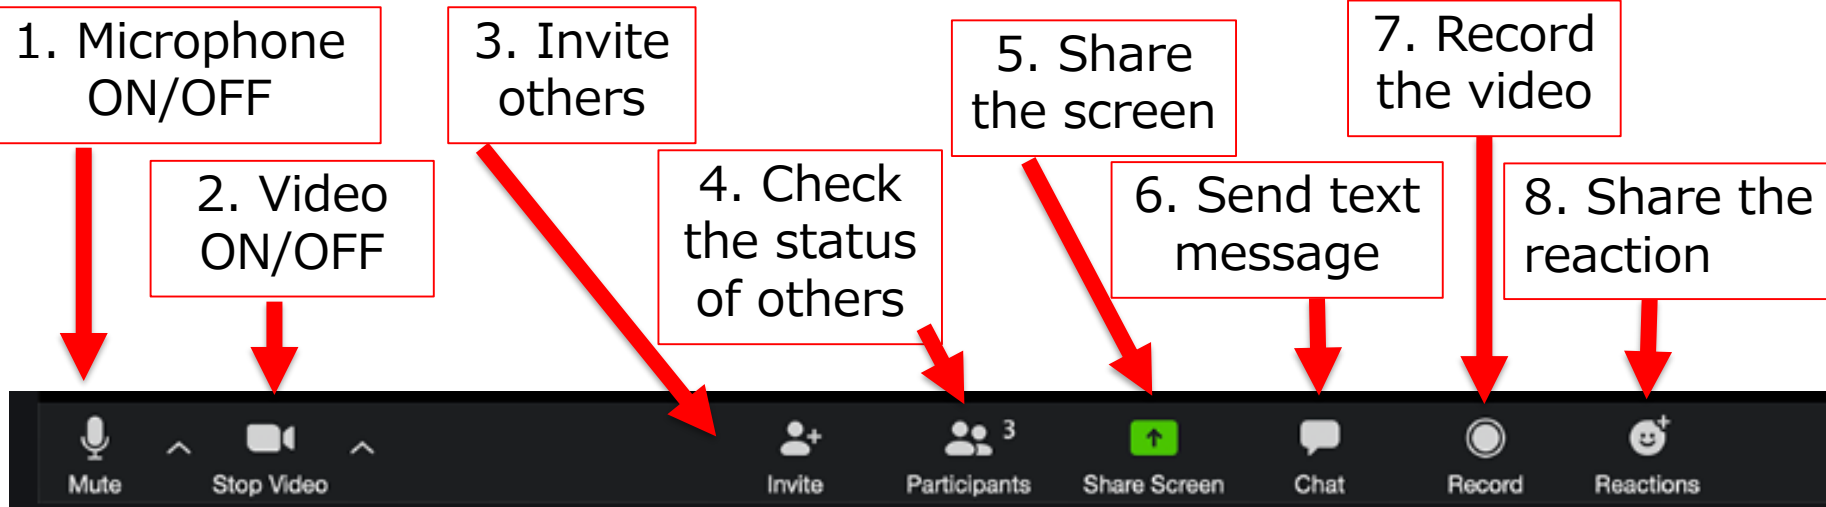 1. Microphone
ON/OFF
2. Video
ON/OFF
3. Invite
others
4. Check
the status
of others
5. Share
the screen
6. Send text
message
7. Record
the video
8. Share the
reaction
Mute
Stop Video
Invite
Participants
3
Share Screen
Chat
Record
Reactions